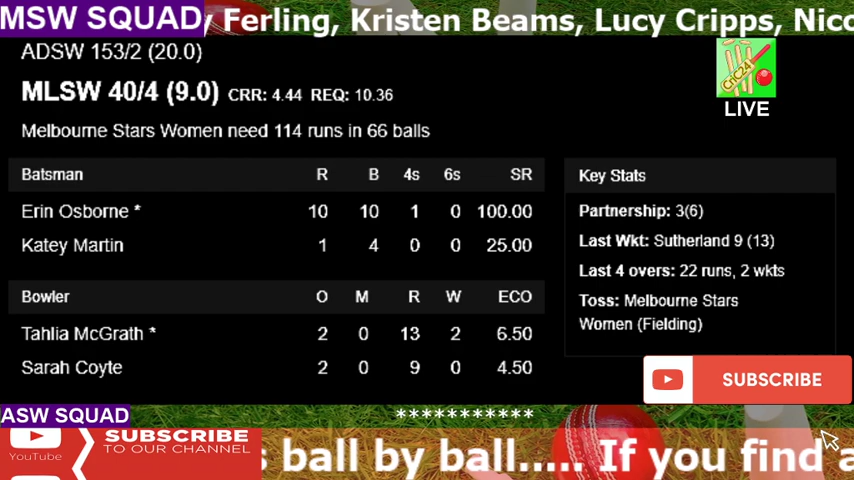 MSW SQUAD
y Ferling, Kristen Beams, Lucy Cripps, Nico
ADSW 153/2 (20.0)
MLSW 40/4 (9.0) CRR: 4.44 REQ: 10.36
Melbourne Stars Women need 114 runs in 66 balls
CriC24
LIVE
Batsman R B 4s 6s SR
Erin Osborne * 10 10 1 0 100.00
Katey Martin 1 4 0 0 25.00
Bowler O M R W ECO
Tahlia McGrath * 2 0 13 2 6.50
Sarah Coyte 2 0 9 0 4.50
Key Stats
Partnership: 3(6)
Last Wkt: Sutherland 9 (13)
Last 4 overs: 22 runs, 2 wkts
Toss: Melbourne Stars
Women (Fielding)
SUBSCRIBE
ASW SQUAD
***********
YouTube
SUBSCRIBE
TO OUR CHANNEL
s ball by ball..... If you find a